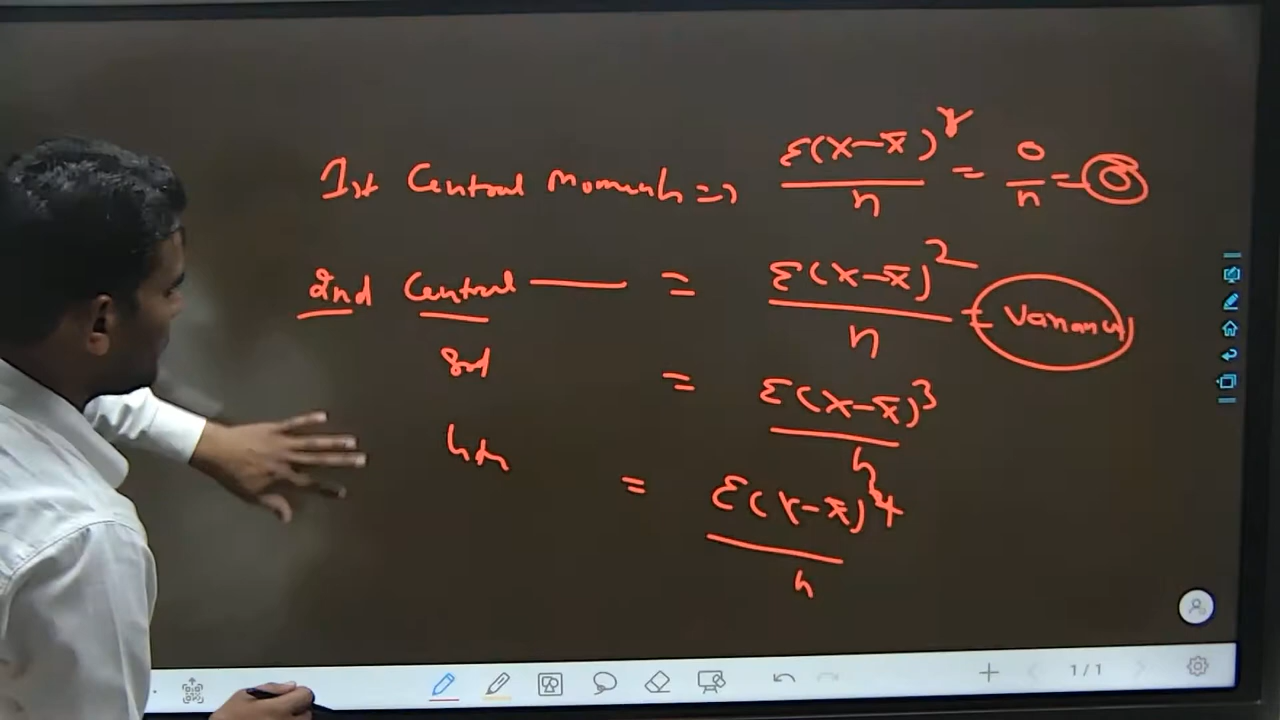 1st Central Moment => Σ(x-x̄)^r / n = 0/n = 0
2nd Central —— = Σ(x-x̄)^2 / n = Variance
3rd = Σ(x-x̄)^3 / n
4th = Σ(x-x̄)^4 / n
1/1